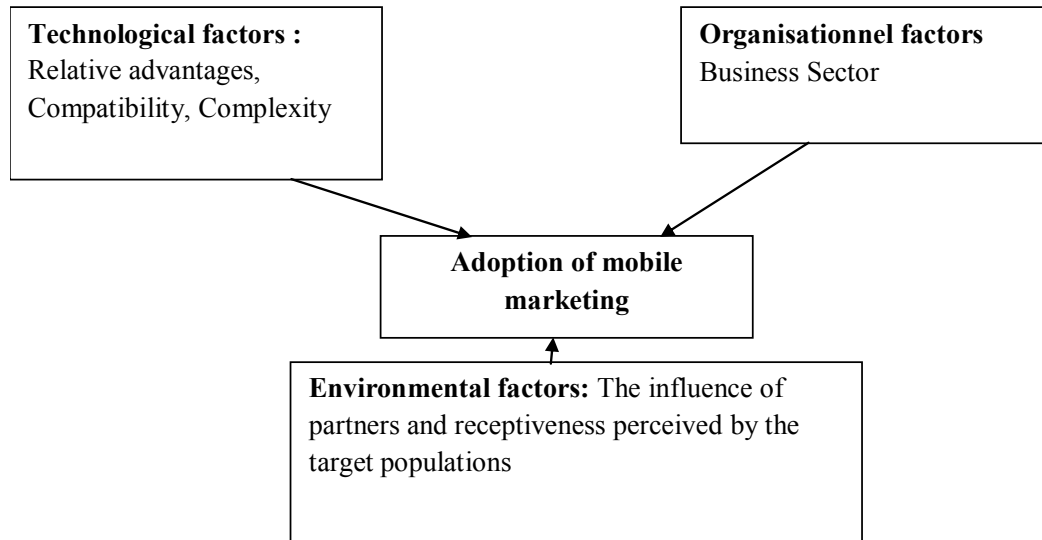 Technological factors :
Relative advantages,
Compatibility, Complexity
Organisationnel factors
Business Sector
Adoption of mobile
marketing
Environmental factors: The influence of
partners and receptiveness perceived by the
target populations